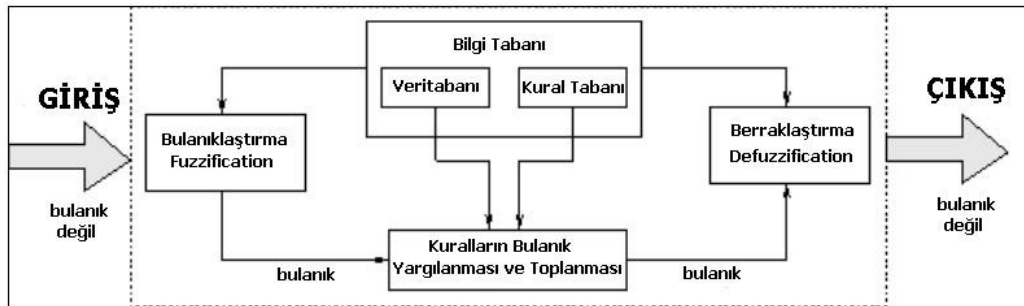 GİRİŞ
bulanık
değil
Bilgi Tabanı
Veritabanı
Kural Tabanı
Bulanıklaştırma
Fuzzification
Berraklaştırma
Defuzzification
Kuralların Bulanık
Yargılanması ve Toplanması
bulanık
bulanık
ÇIKIŞ
bulanık
değil